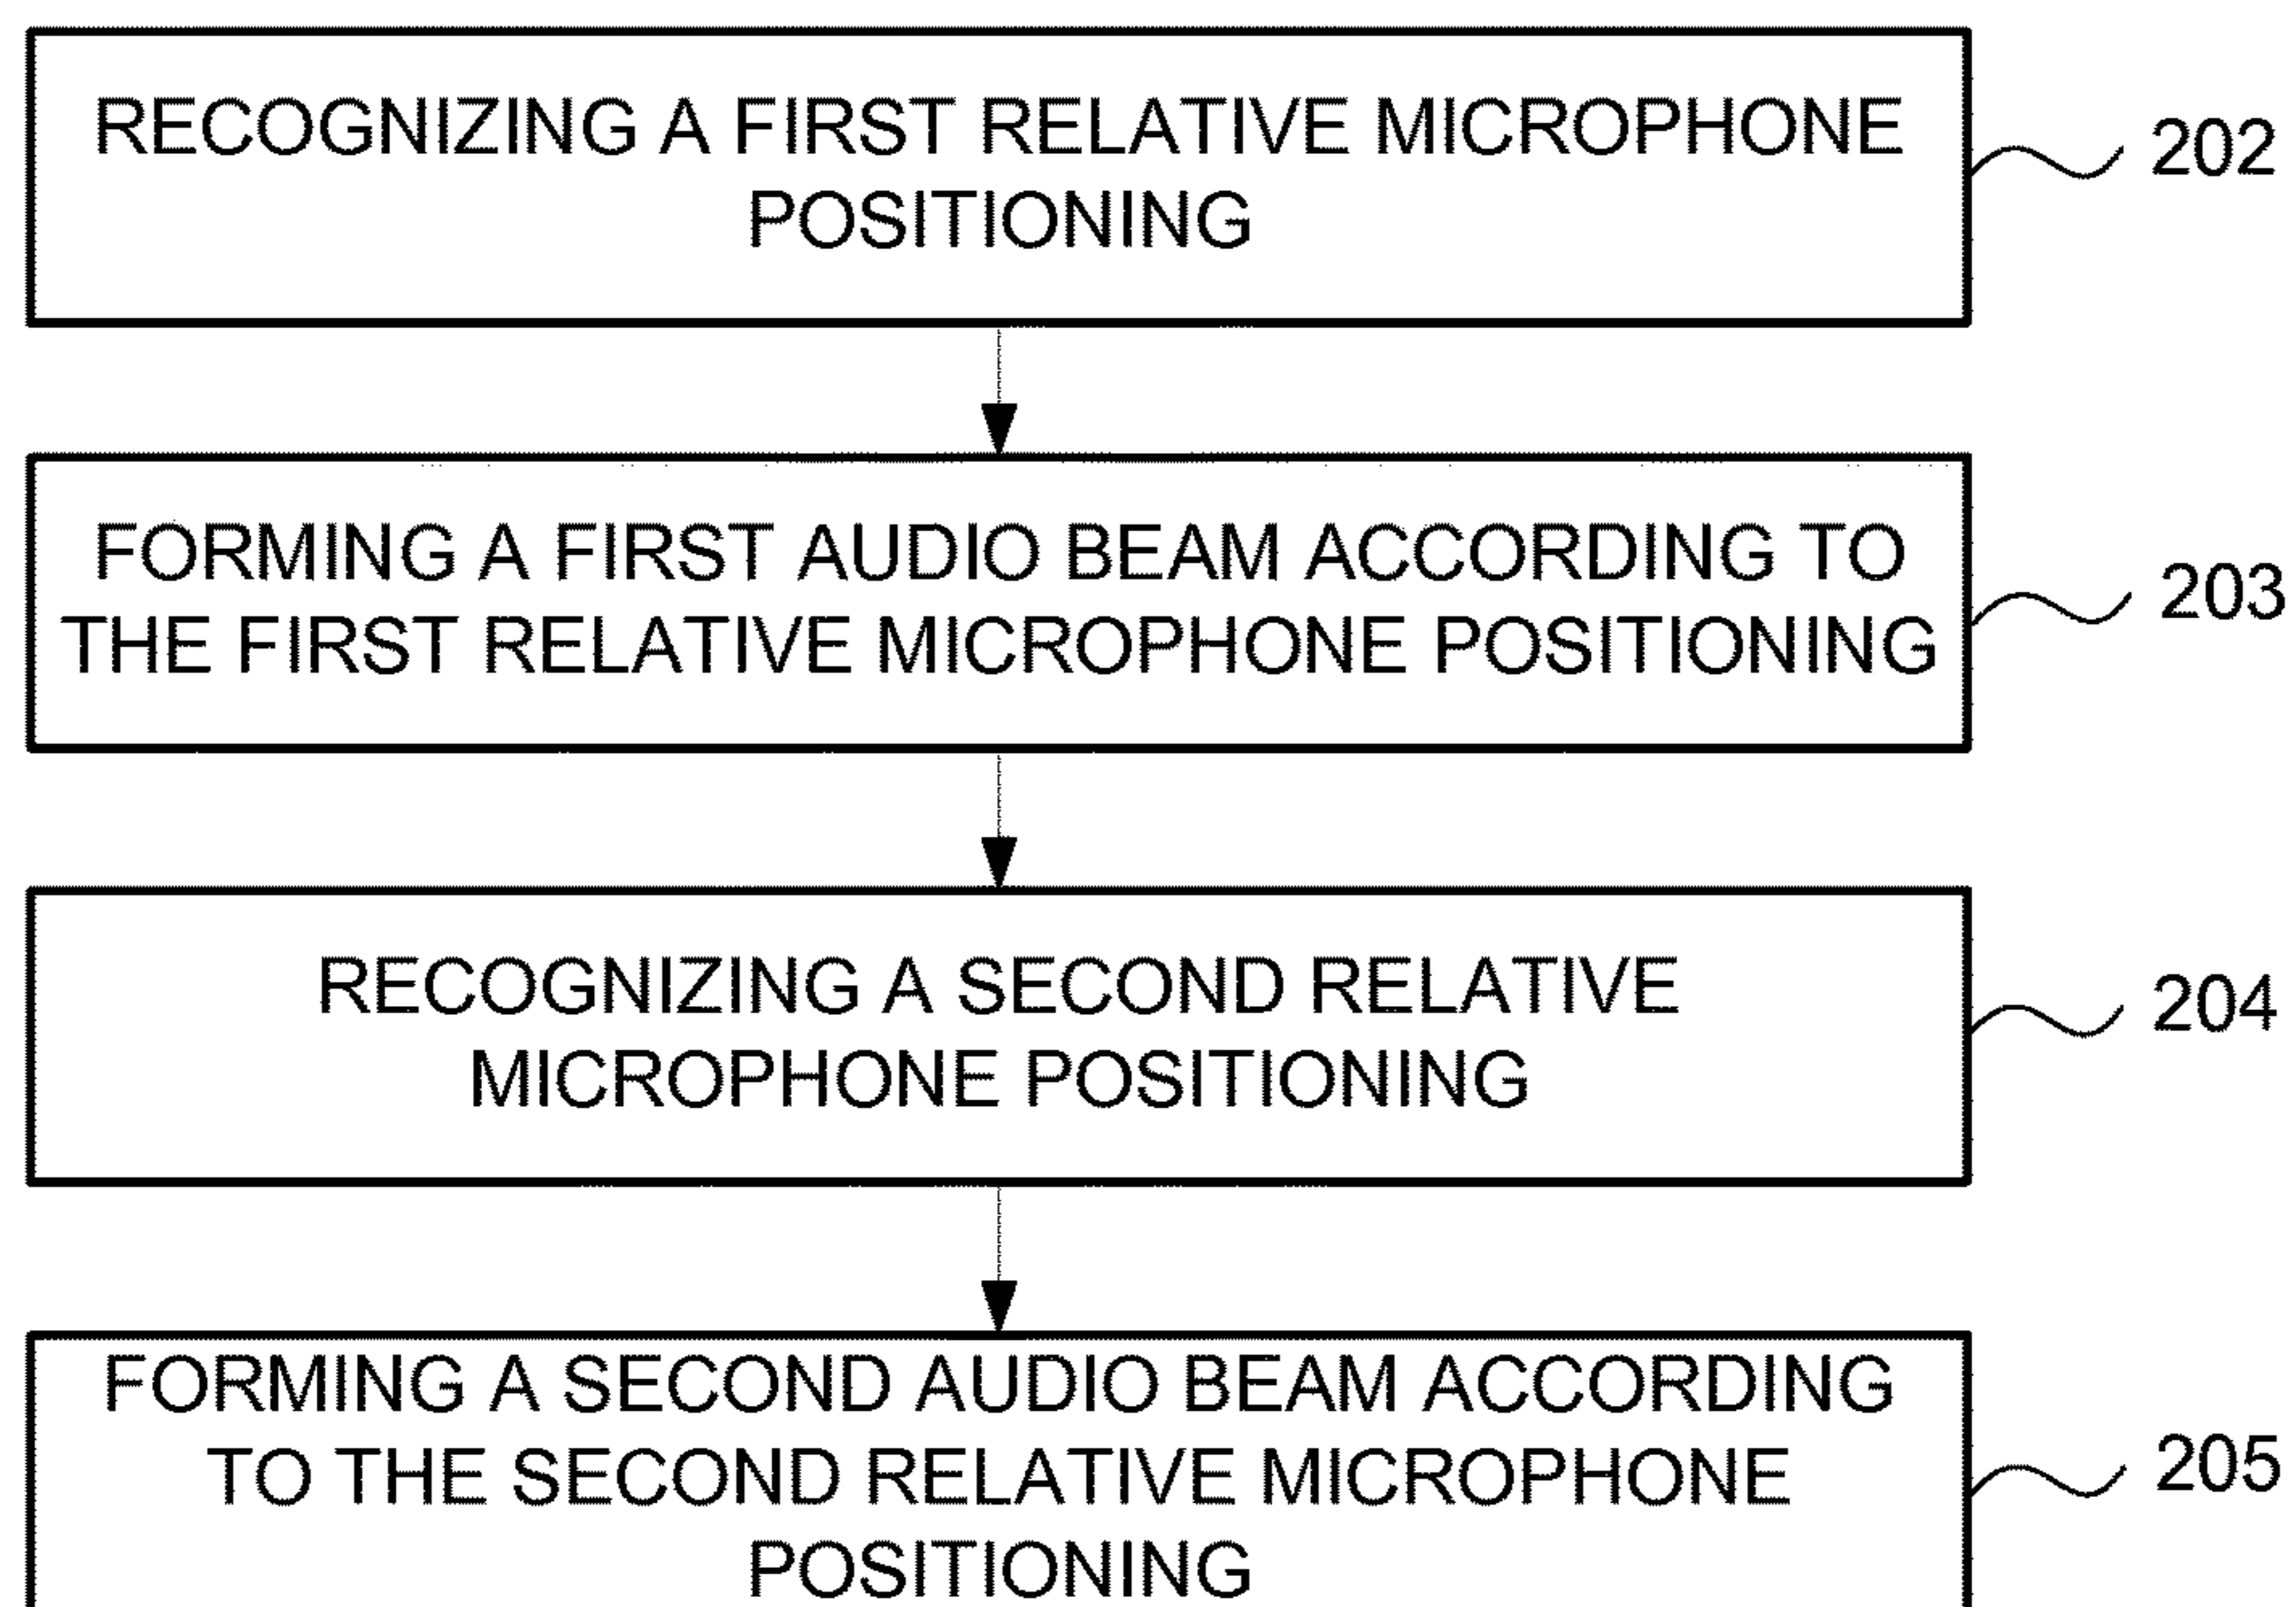 RECOGNIZING A FIRST RELATIVE MICROPHONE
POSITIONING
202
FORMING A FIRST AUDIO BEAM ACCORDING TO
THE FIRST RELATIVE MICROPHONE POSITIONING
203
RECOGNIZING A SECOND RELATIVE
MICROPHONE POSITIONING
204
FORMING A SECOND AUDIO BEAM ACCORDING
TO THE SECOND RELATIVE MICROPHONE
POSITIONING
205